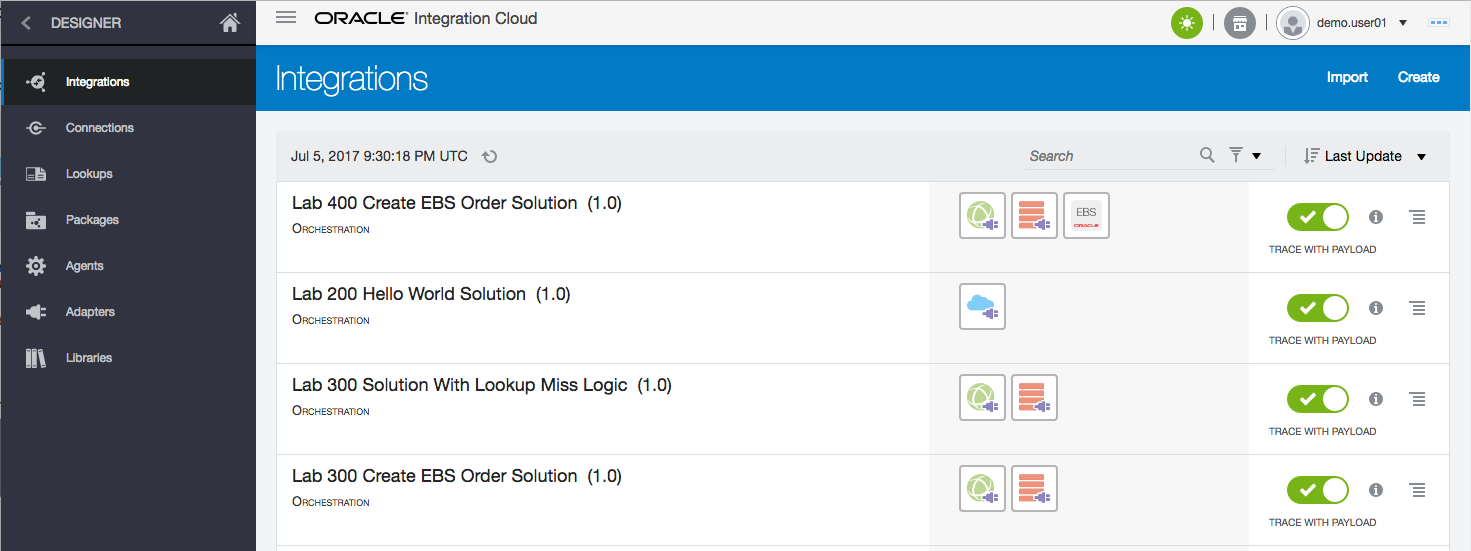 DESIGNER
ORACLE® Integration Cloud
demo.user01
Integrations
Connections
Lookups
Packages
Agents
Adapters
Libraries
Integrations
Import Create
Jul 5, 2017 9:30:18 PM UTC
Search
Last Update
Lab 400 Create EBS Order Solution (1.0)
ORCHESTRATION
EBS
ORACLE
TRACE WITH PAYLOAD
Lab 200 Hello World Solution (1.0)
ORCHESTRATION
TRACE WITH PAYLOAD
Lab 300 Solution With Lookup Miss Logic (1.0)
ORCHESTRATION
TRACE WITH PAYLOAD
Lab 300 Create EBS Order Solution (1.0)
ORCHESTRATION
TRACE WITH PAYLOAD